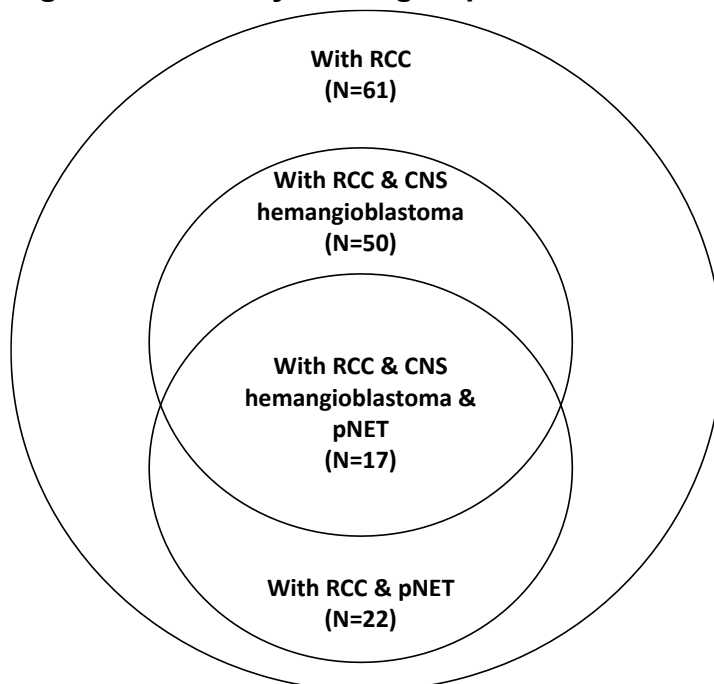 With RCC
(N=61)
With RCC & CNS
hemangioblastoma
(N=50)
With RCC & CNS
hemangioblastoma &
pNET
(N=17)
With RCC & pNET
(N=22)